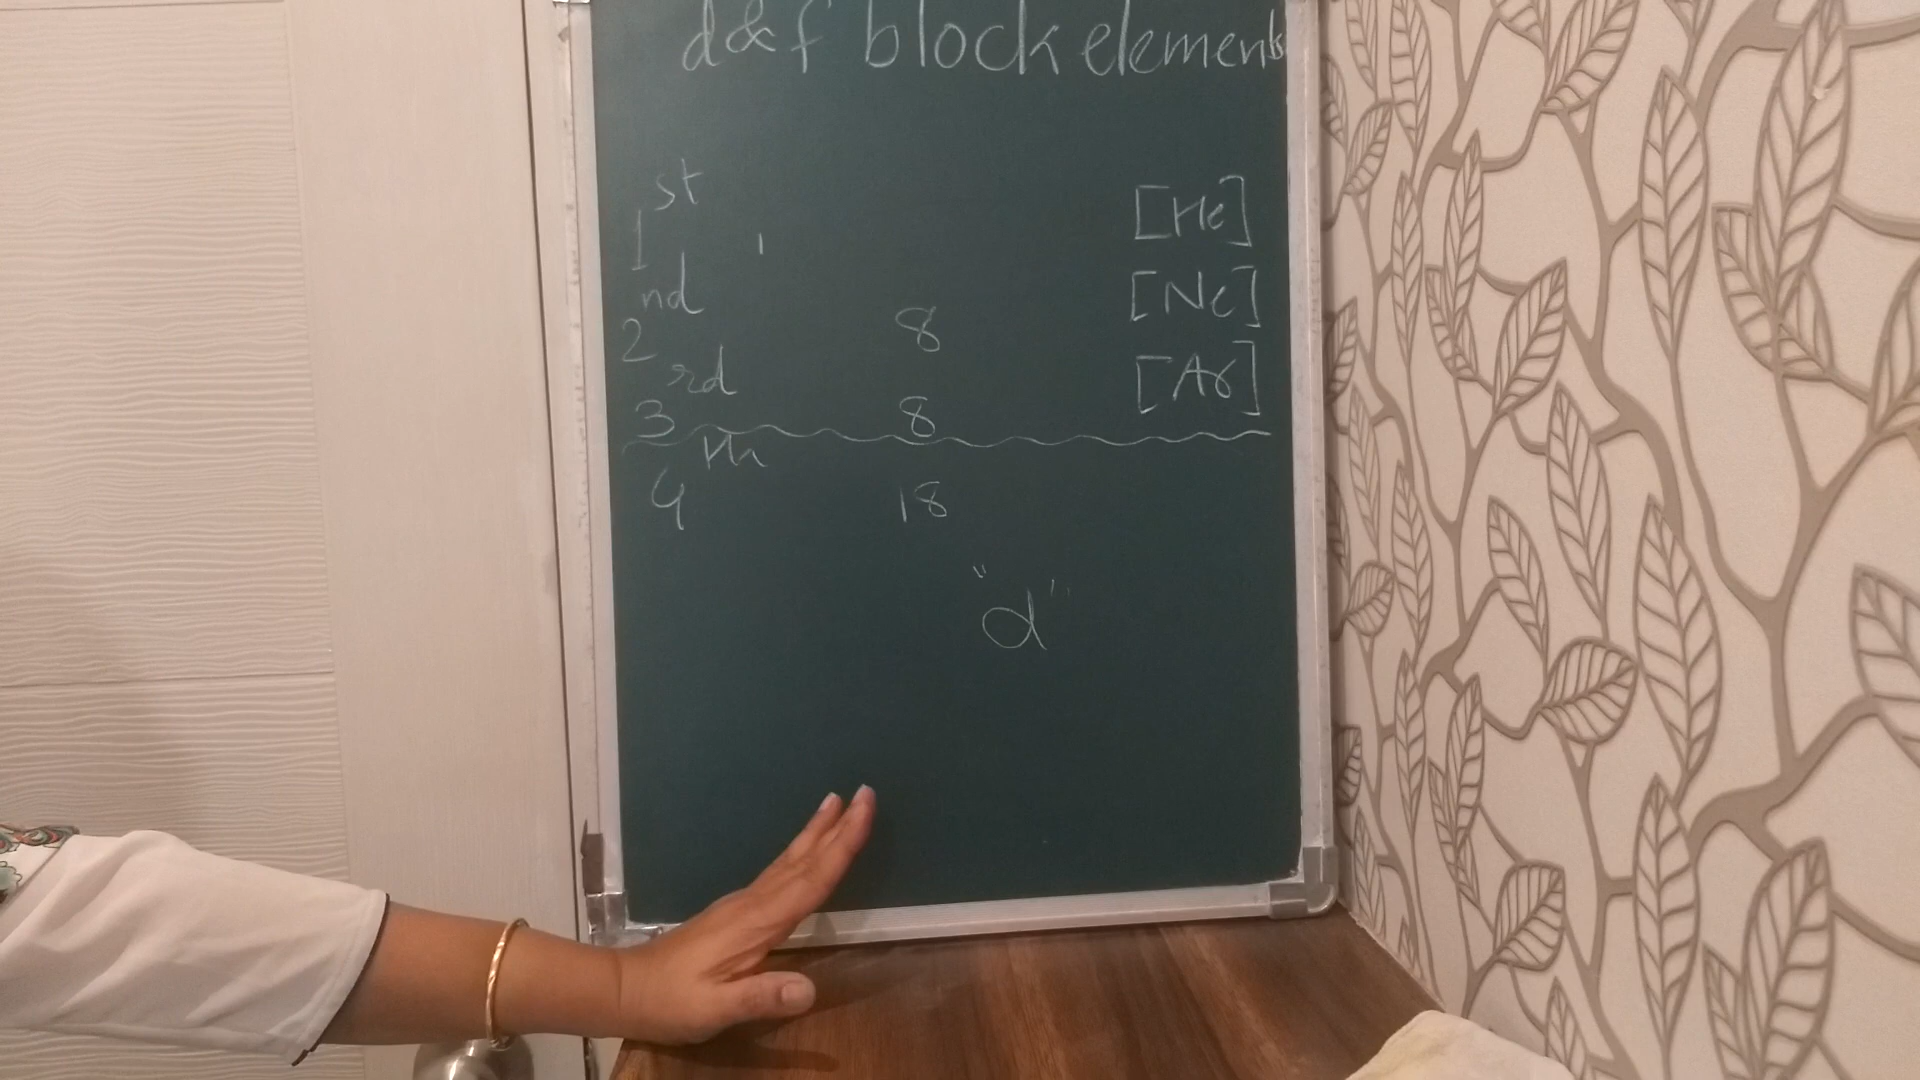 d & f block elements
1st [He]
2nd 8 [Ne]
3rd 8 [Ar]
4th 18
"d"